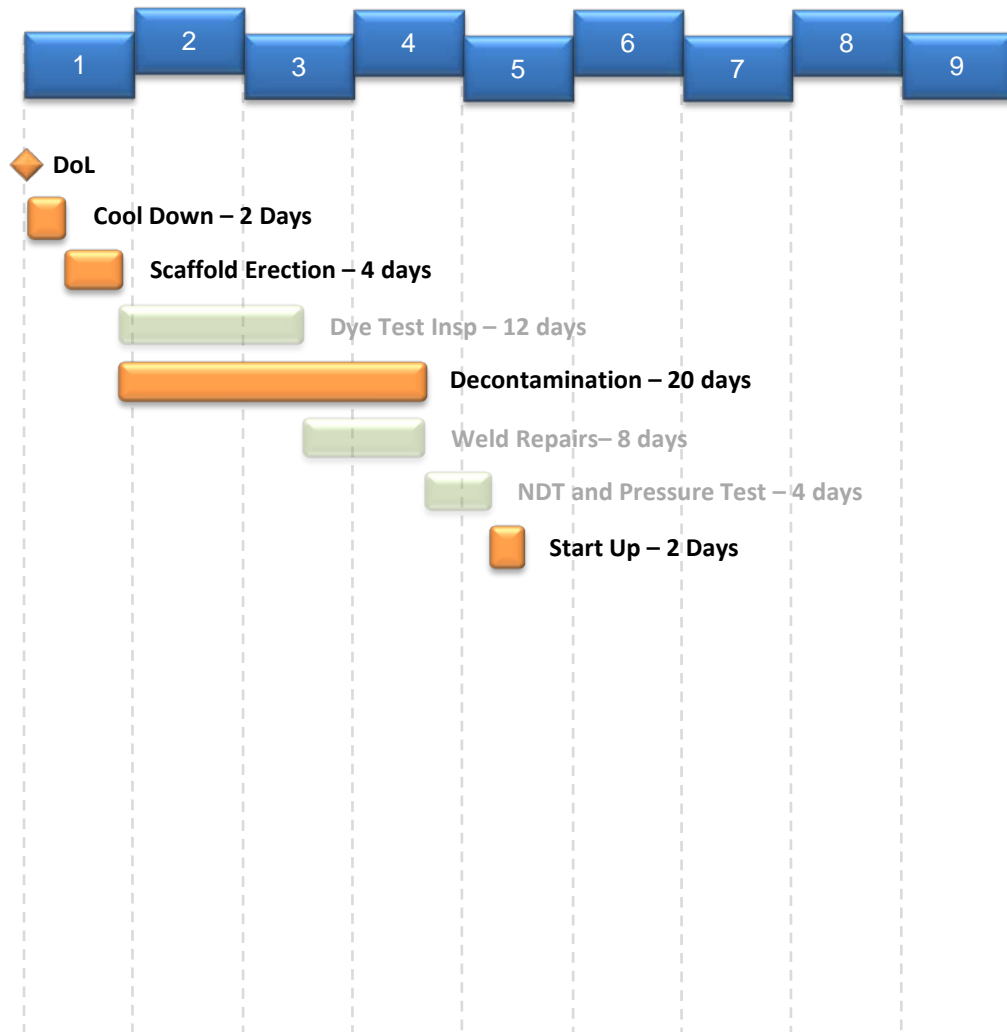 1
2
3
4
5
6
7
8
9
DoL
Cool Down – 2 Days
Scaffold Erection – 4 days
Dye Test Insp – 12 days
Decontamination – 20 days
Weld Repairs– 8 days
NDT and Pressure Test – 4 days
Start Up – 2 Days